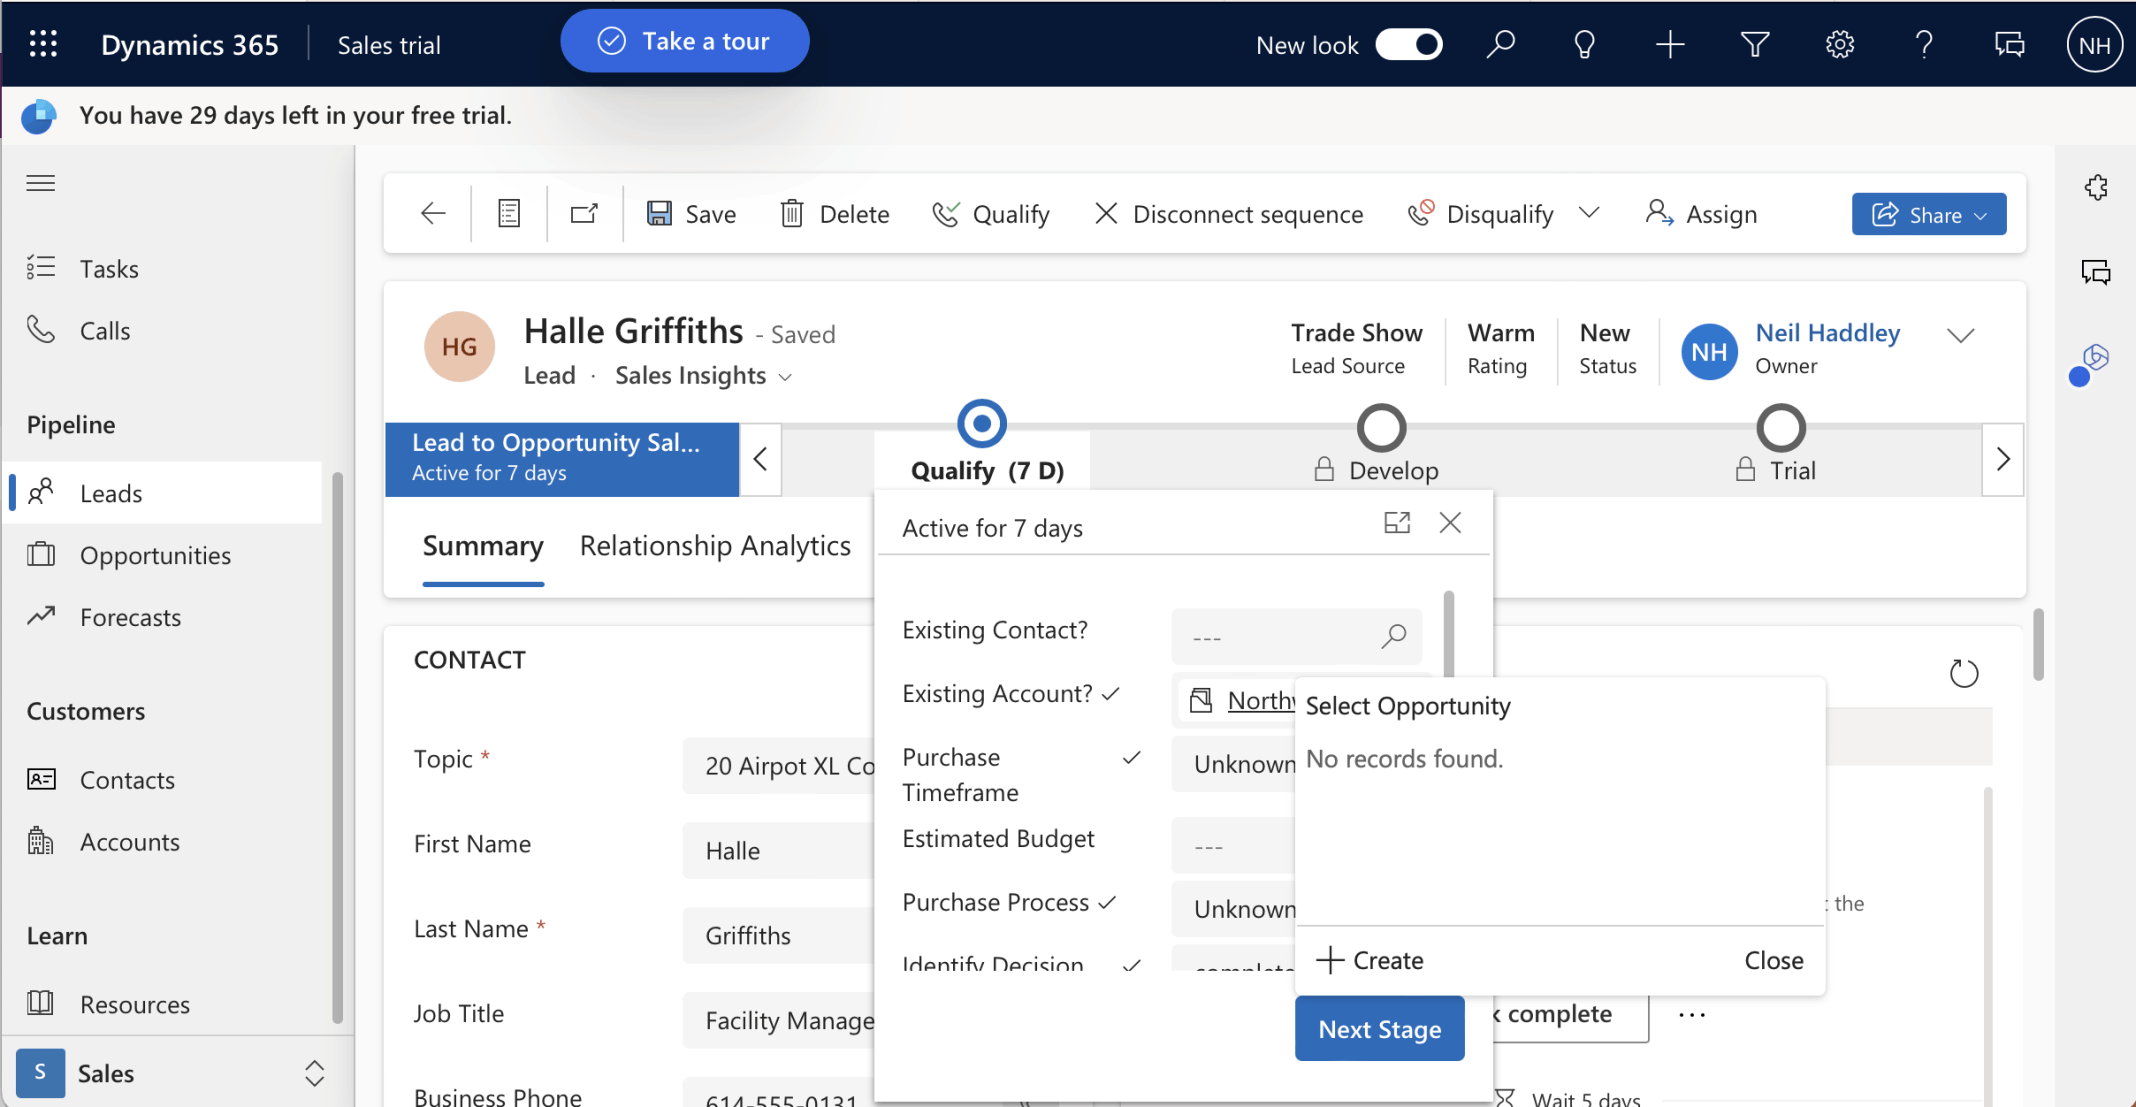 Dynamics 365
Sales trial
Take a tour
New look
NH
You have 29 days left in your free trial.
Save
Delete
Qualify
Disconnect sequence
Disqualify
Assign
Share
Tasks
Calls
Pipeline
Leads
Opportunities
Forecasts
Customers
Contacts
Accounts
Learn
Resources
S
Sales
HG
Halle Griffiths - Saved
Lead · Sales Insights
Trade Show
Lead Source
Warm
Rating
New
Status
NH
Neil Haddley
Owner
Lead to Opportunity Sal...
Active for 7 days
Qualify (7 D)
Develop
Trial
Summary
Relationship Analytics
Active for 7 days
CONTACT
Topic *
20 Airpot XL Co
First Name
Halle
Last Name *
Griffiths
Job Title
Facility Manage
Business Phone
614-555-0131
Existing Contact?
---
Existing Account?
Northw
Purchase
Timeframe
Unknown
Estimated Budget
---
Purchase Process
Unknown
Identify Decision
complete
Select Opportunity
No records found.
Create
Close
Next Stage
the
complete
...
Wait 5 days